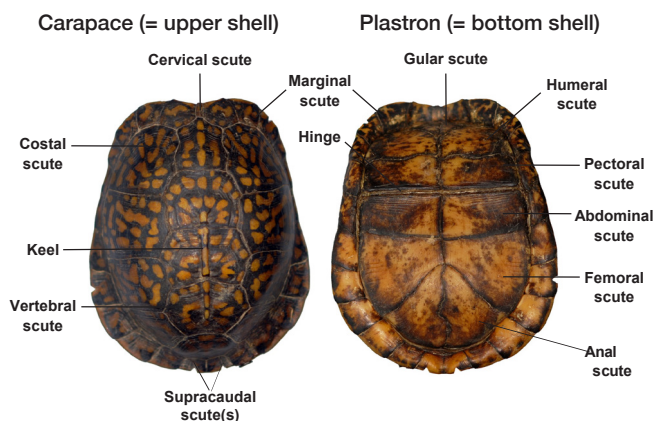 Carapace (= upper shell)
Plastron (= bottom shell)
Cervical scute
Marginal
scute
Costal
scute
Keel
Vertebral
scute
Supracaudal
scute(s)
Gular scute
Humeral
scute
Hinge
Pectoral
scute
Abdominal
scute
Femoral
scute
Anal
scute